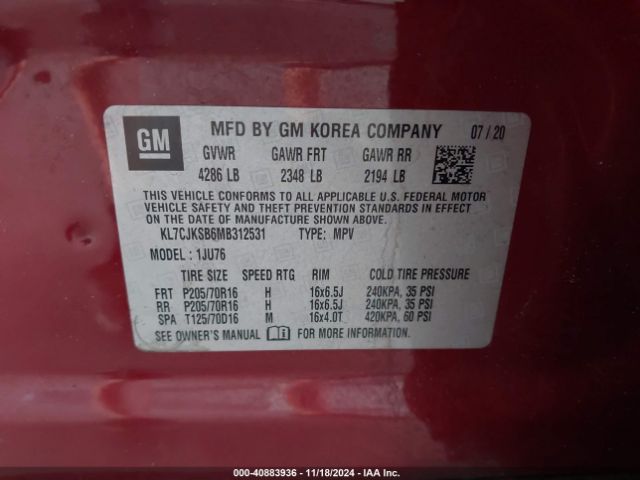 GM
MFD BY GM KOREA COMPANY 07 / 20
GVWR GAWR FRT GAWR RR
4286 LB 2348 LB 2194 LB
THIS VEHICLE CONFORMS TO ALL APPLICABLE U.S. FEDERAL MOTOR
VEHICLE SAFETY AND THEFT PREVENTION STANDARDS IN EFFECT
ON THE DATE OF MANUFACTURE SHOWN ABOVE.
KL7CJKSB6MB312531 TYPE: MPV
MODEL : 1JU76
TIRE SIZE SPEED RTG RIM COLD TIRE PRESSURE
FRT P205/70R16 H 16x6.5J 240KPA, 35 PSI
RR P205/70R16 H 16x6.5J 240KPA, 35 PSI
SPA T125/70D16 M 16x4.0T 420KPA, 60 PSI
SEE OWNER'S MANUAL FOR MORE INFORMATION.
000-40883936 - 11/18/2024 - IAA Inc.